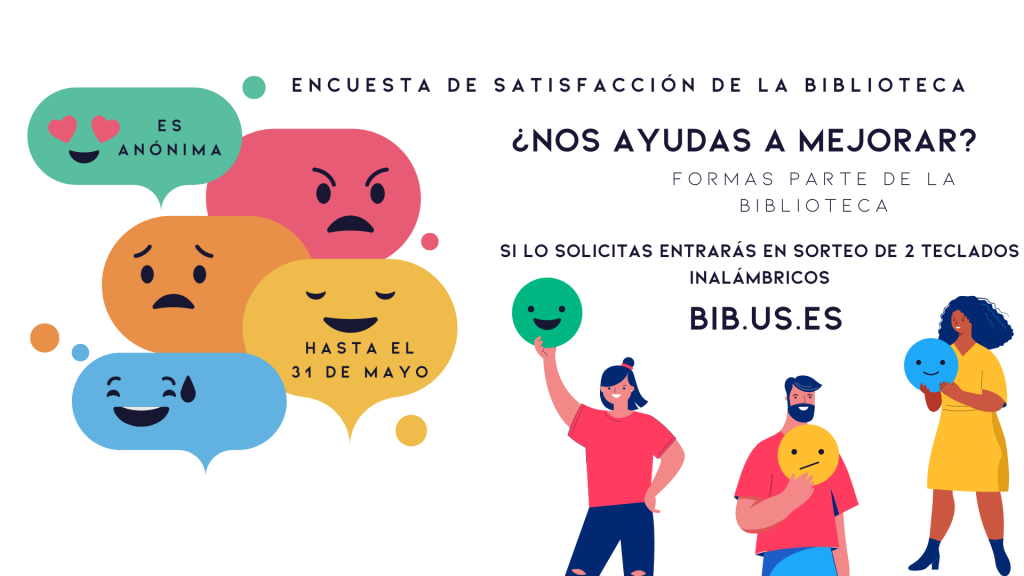 ENCUESTA DE SATISFACCIÓN DE LA BIBLIOTECA
ES
ANÓNIMA
¿NOS AYUDAS A MEJORAR?
FORMAS PARTE DE LA
BIBLIOTECA
SI LO SOLICITAS ENTRARÁS EN SORTEO DE 2 TECLADOS
INALÁMBRICOS
BIB.US.ES
HASTA EL
31 DE MAYO